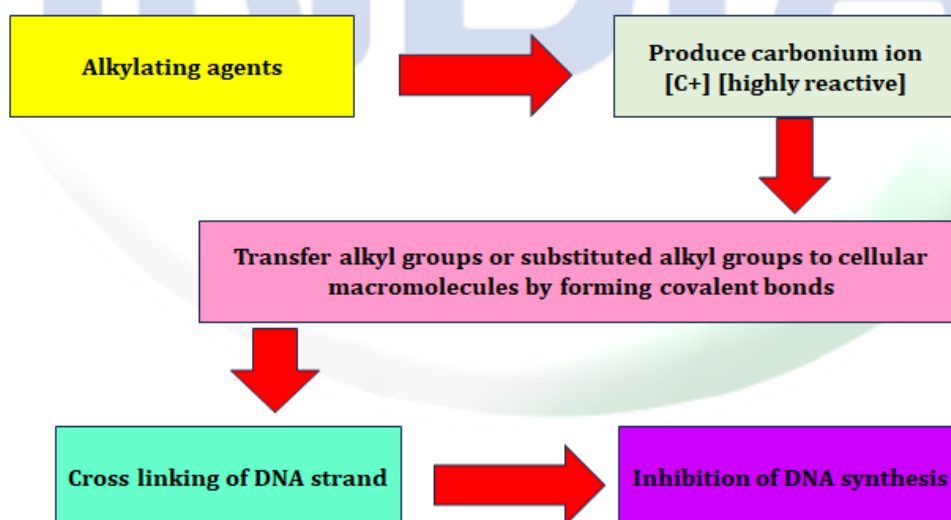 INDIA
Alkylating agents
Produce carbonium ion
[C+] [highly reactive]
Transfer alkyl groups or substituted alkyl groups to cellular
macromolecules by forming covalent bonds
Cross linking of DNA strand
Inhibition of DNA synthesis